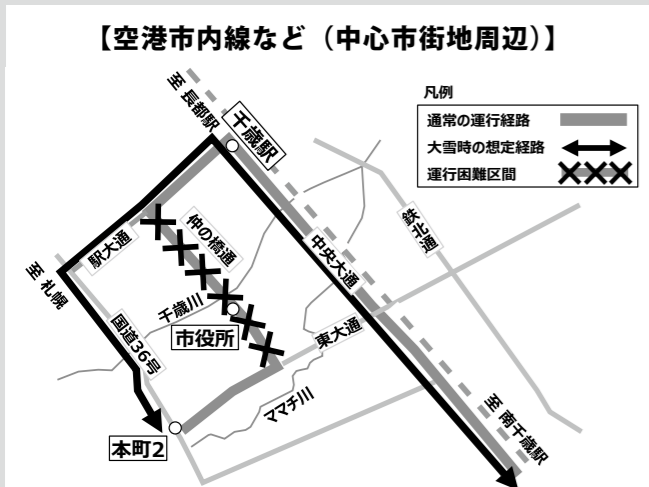 【空港市内線など（中心市街地周辺）】
凡例
通常の運行経路
大雪時の想定経路
運行困難区間
至 長都駅
千歳駅
鉄北通
仲の橋通
駅大通
中央大通
至 札幌
千歳川
市役所
東大通
国道36号
ママチ川
至 南千歳駅
本町2